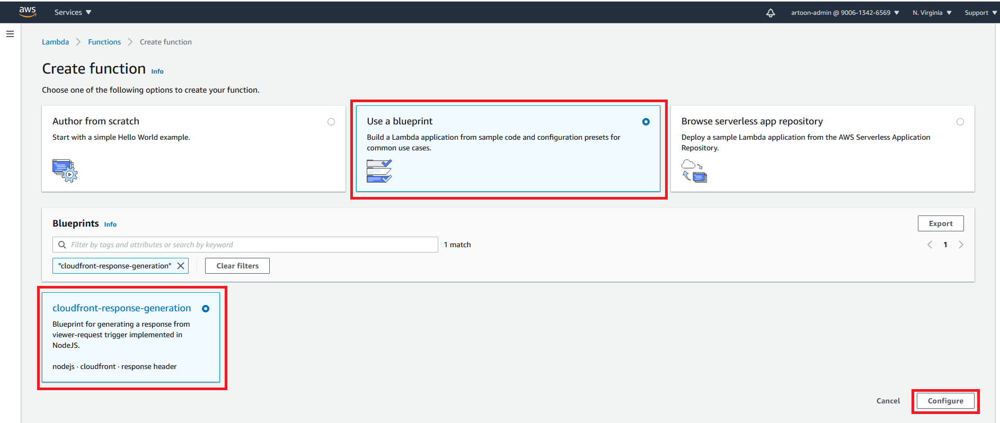 aws Services artoon-admin @ 9006-1342-6569 N. Virginia Support
Lambda Functions Create function
Create function Info
Choose one of the following options to create your function.
Author from scratch
Start with a simple Hello World example.
Use a blueprint
Build a Lambda application from sample code and configuration presets for
common use cases.
Browse serverless app repository
Deploy a sample Lambda application from the AWS Serverless Application
Repository.
Blueprints Info
Export
Filter by tags and attributes or search by keyword
1 match
1
"cloudfront-response-generation"
Clear filters
cloudfront-response-generation
Blueprint for generating a response from
viewer-request trigger implemented in
NodeJS.
nodejs · cloudfront · response header
Cancel
Configure